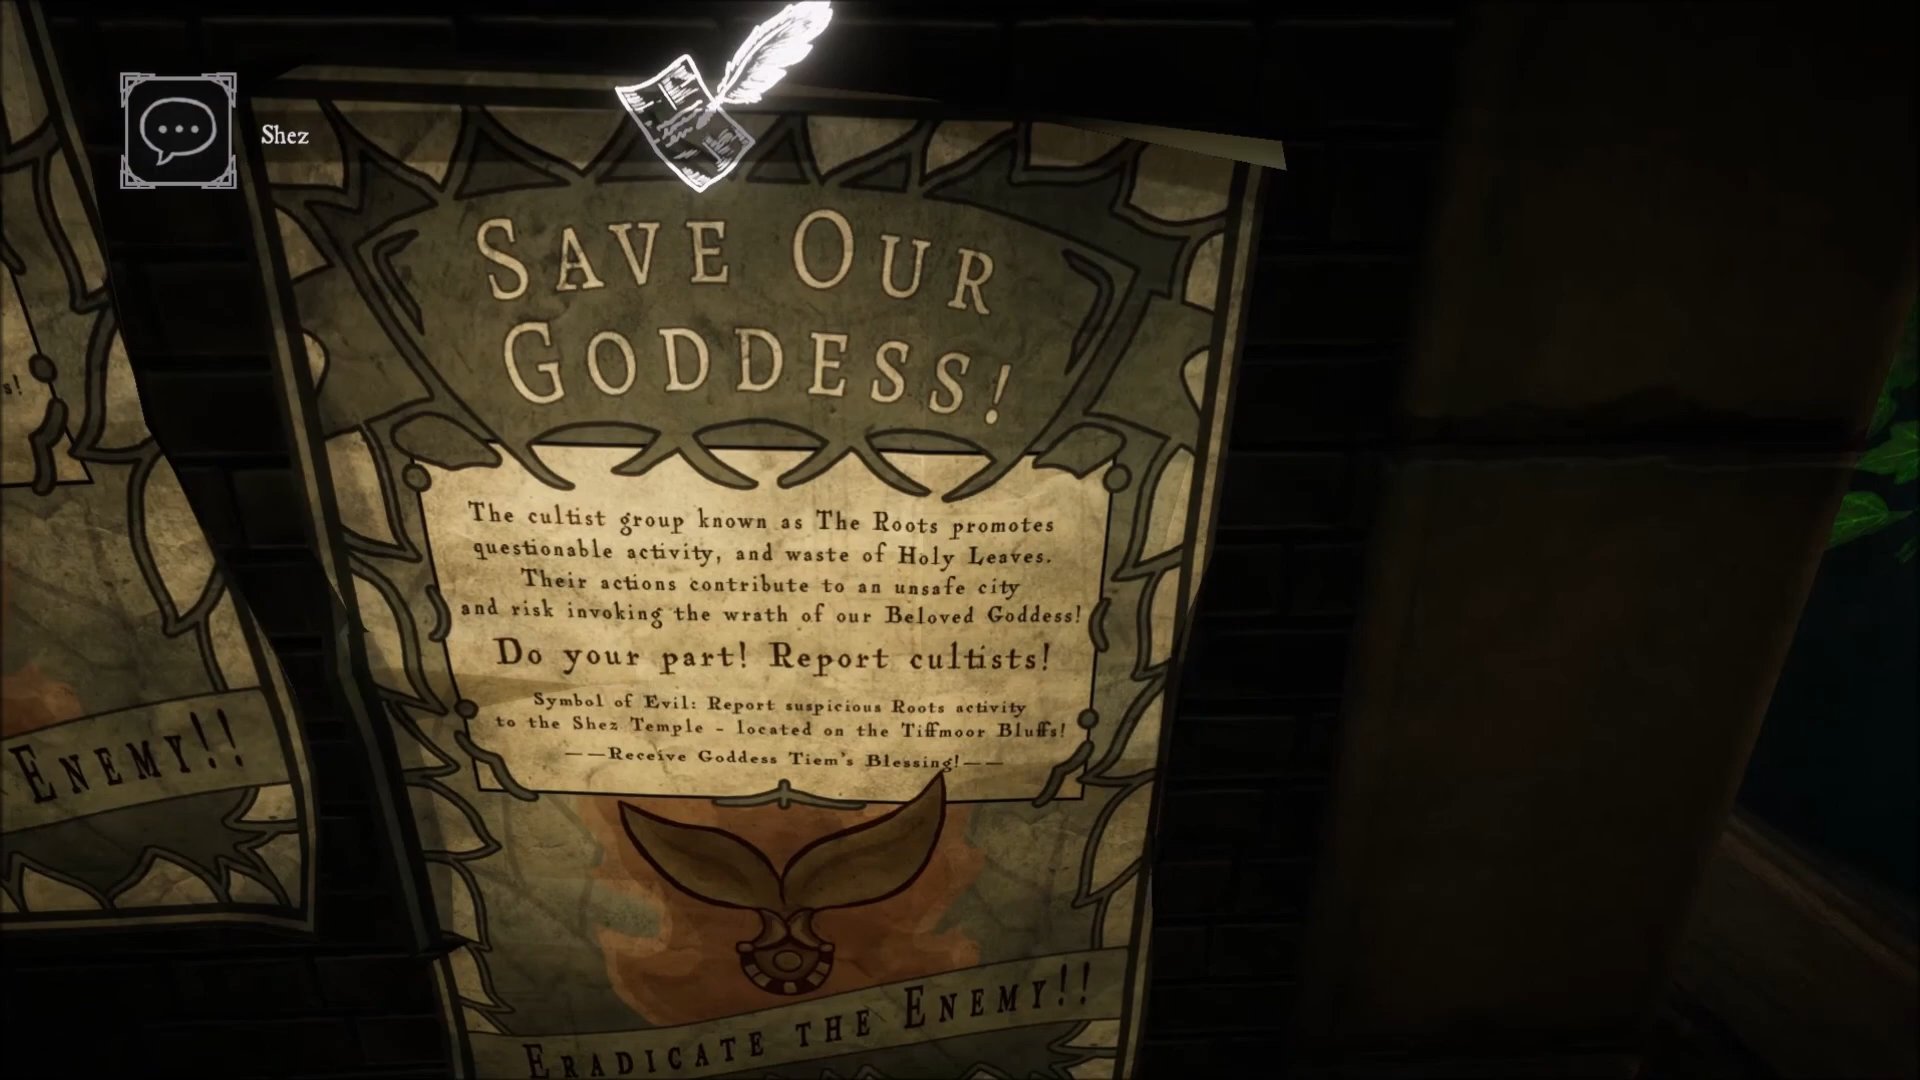 Shez
SAVE OUR
GODDESS!
The cultist group known as The Roots promotes
questionable activity, and waste of Holy Leaves.
Their actions contribute to an unsafe city
and risk invoking the wrath of our Beloved Goddess!
Do your part! Report cultists!
Symbol of Evil: Report suspicious Roots activity
to the Shez Temple - located on the Tiffmoor Bluffs!
——Receive Goddess Tiem's Blessing!——
ERADICATE THE ENEMY!!
s!
ENEMY!!